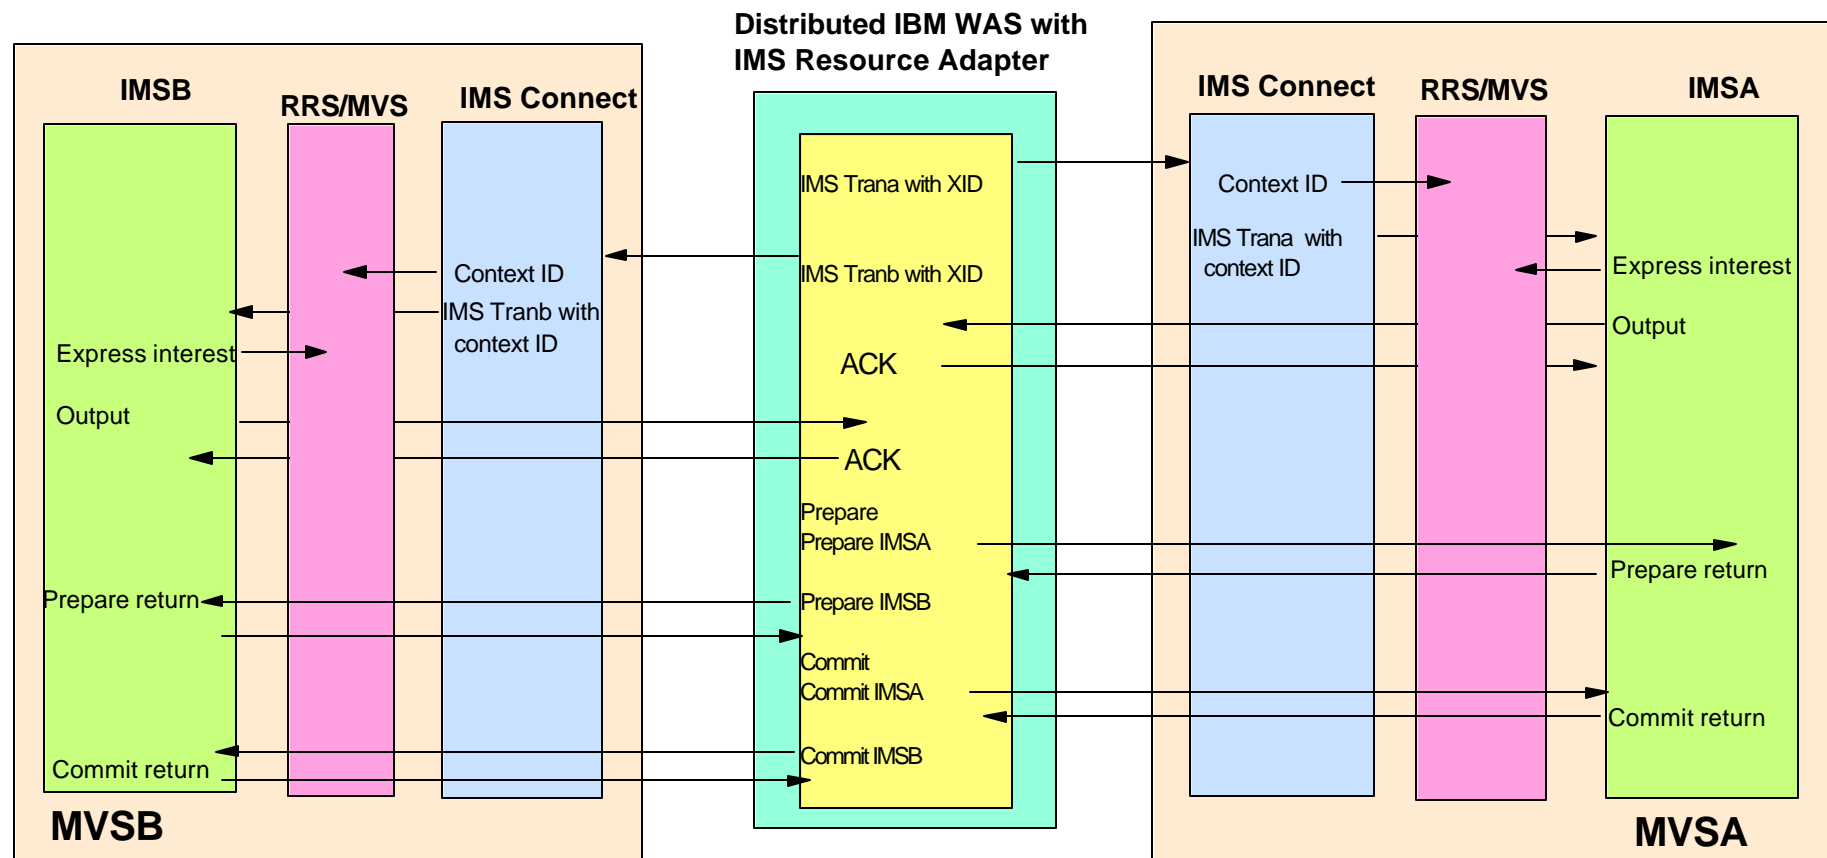 Distributed IBM WAS with
IMS Resource Adapter
IMSB
RRS/MVS
IMS Connect
IMS Connect
RRS/MVS
IMSA
Context ID
IMS Tranb with
context ID
Express interest
Output
Prepare return
Commit return
MVSB
IMS Trana with XID
IMS Tranb with XID
ACK
ACK
Prepare
Prepare IMSA
Prepare IMSB
Commit
Commit IMSA
Commit IMSB
Context ID
IMS Trana with
context ID
Express interest
Output
Prepare return
Commit return
MVSA